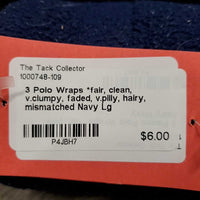 The Tack Collector
1000748-109
3 Polo Wraps *fair, clean,
v.clumpy, faded, v.pilly, hairy,
mismatched Navy Lg
$6.00
P4JBH7